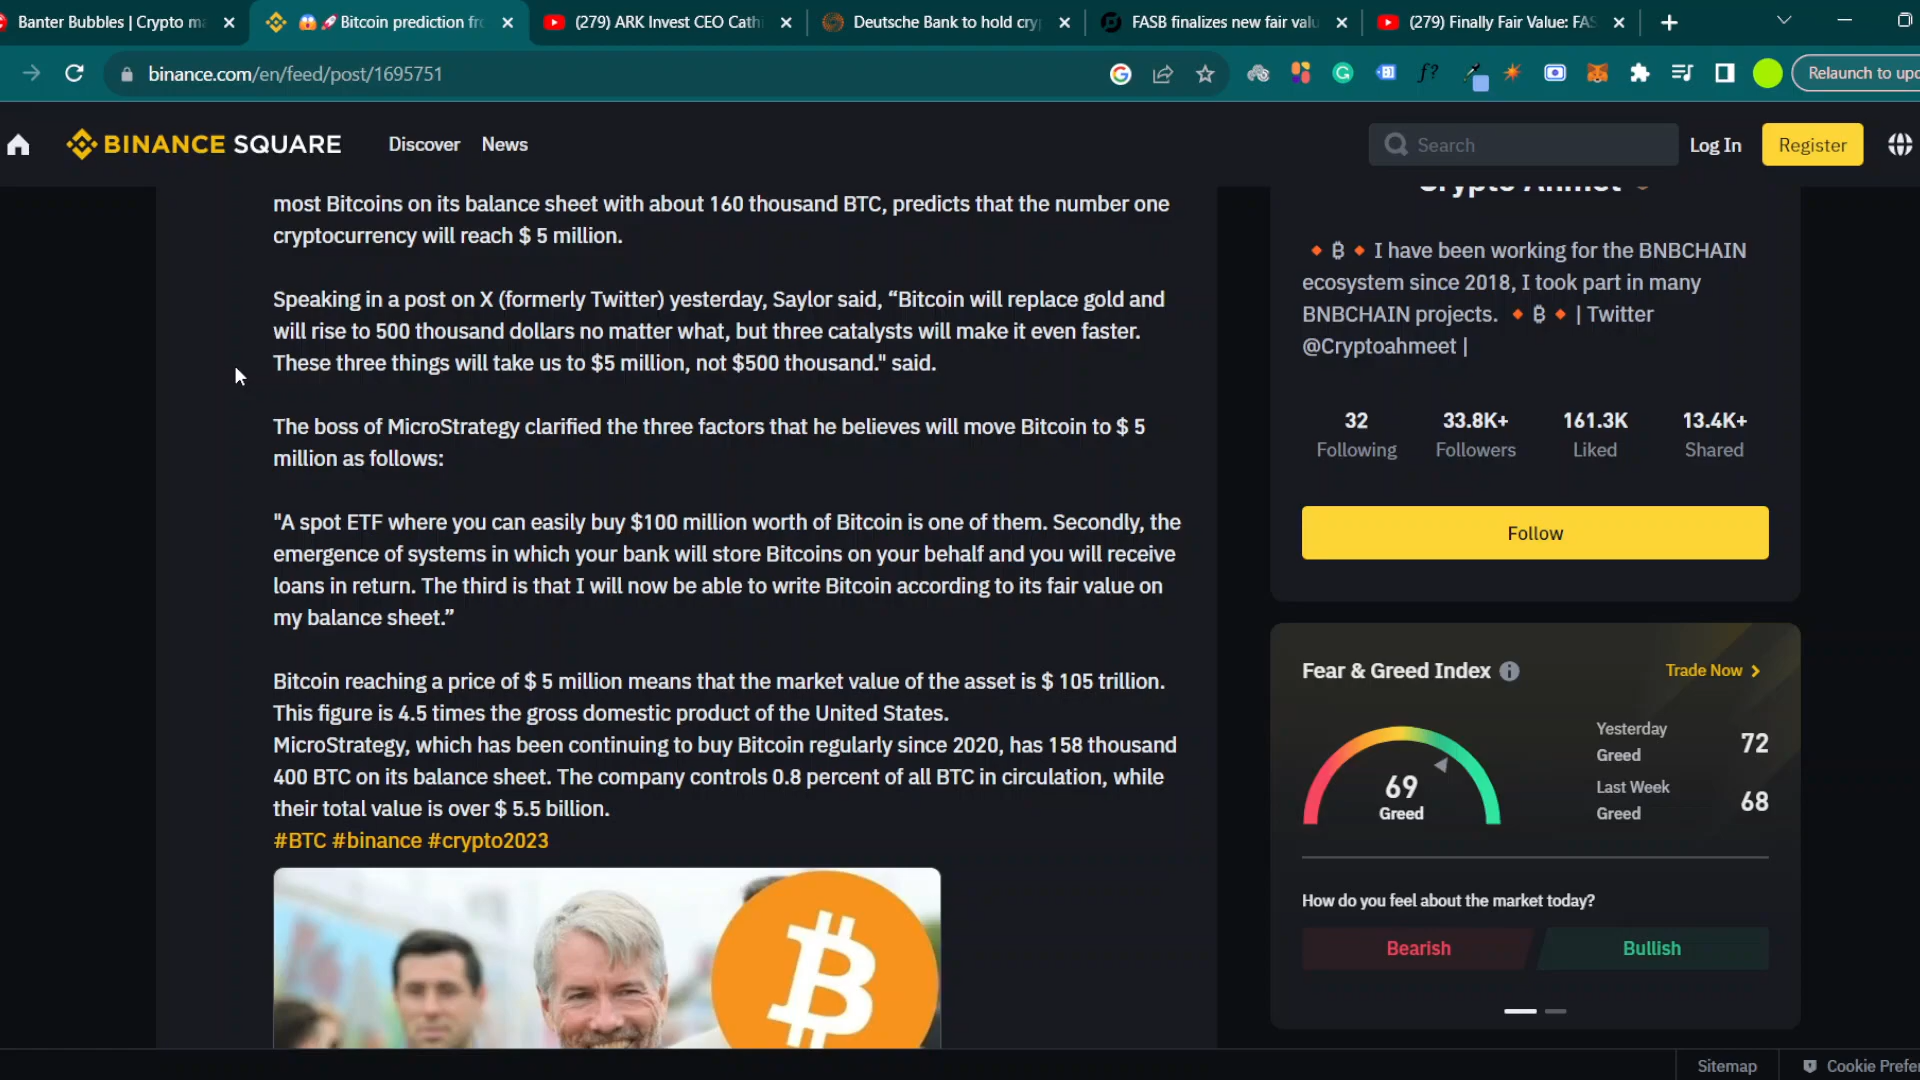 Banter Bubbles | Crypto ma
😱🚀Bitcoin prediction fr
(279) ARK Invest CEO Cathi
Deutsche Bank to hold cry
FASB finalizes new fair valu
(279) Finally Fair Value: FAS
binance.com/en/feed/post/1695751
Relaunch to upd
BINANCE SQUARE
Discover
News
Search
Log In
Register
most Bitcoins on its balance sheet with about 160 thousand BTC, predicts that the number one
cryptocurrency will reach $ 5 million.
Speaking in a post on X (formerly Twitter) yesterday, Saylor said, “Bitcoin will replace gold and
will rise to 500 thousand dollars no matter what, but three catalysts will make it even faster.
These three things will take us to $5 million, not $500 thousand." said.
The boss of MicroStrategy clarified the three factors that he believes will move Bitcoin to $ 5
million as follows:
"A spot ETF where you can easily buy $100 million worth of Bitcoin is one of them. Secondly, the
emergence of systems in which your bank will store Bitcoins on your behalf and you will receive
loans in return. The third is that I will now be able to write Bitcoin according to its fair value on
my balance sheet.”
Bitcoin reaching a price of $ 5 million means that the market value of the asset is $ 105 trillion.
This figure is 4.5 times the gross domestic product of the United States.
MicroStrategy, which has been continuing to buy Bitcoin regularly since 2020, has 158 thousand
400 BTC on its balance sheet. The company controls 0.8 percent of all BTC in circulation, while
their total value is over $ 5.5 billion.
#BTC #binance #crypto2023
🔸₿🔸I have been working for the BNBCHAIN
ecosystem since 2018, I took part in many
BNBCHAIN projects. 🔸₿🔸| Twitter
@Cryptoahmeet |
32
Following
33.8K+
Followers
161.3K
Liked
13.4K+
Shared
Follow
Fear & Greed Index
Trade Now
69
Greed
Yesterday
Greed
72
Last Week
Greed
68
How do you feel about the market today?
Bearish
Bullish
Sitemap
Cookie Prefe